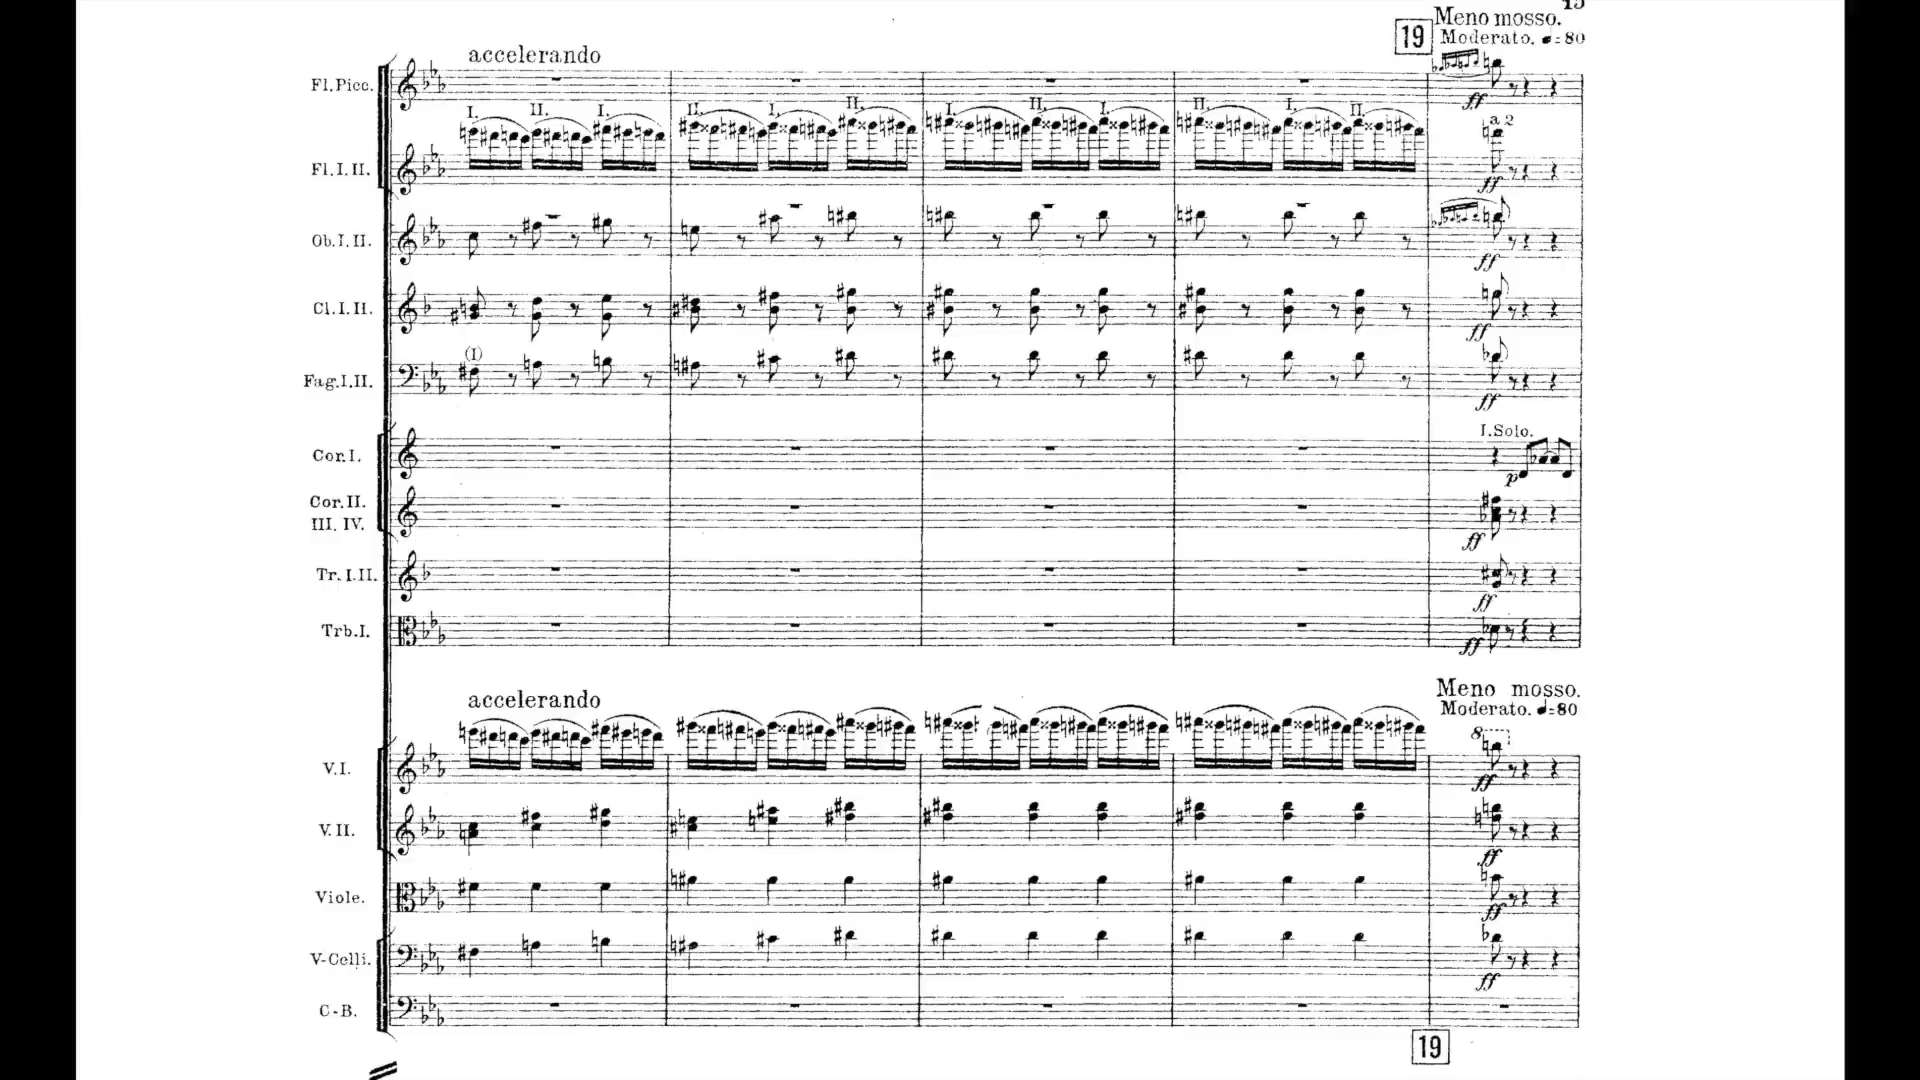 15
19 Meno mosso.
Moderato. ♩=80
accelerando
Fl.Picc.
ff
I. II. I. II. I. II. I. II. I. II. I. II.
a 2
Fl.I.II.
ff
Ob.I.II.
ff
Cl.I.II.
ff
(I)
Fag.I.II.
ff
I.Solo.
Cor.I.
p
Cor.II.
III. IV.
ff
Tr. I.II.
ff
Trb.I.
ff
accelerando
Meno mosso.
Moderato. ♩=80
8
V.I.
ff
V.II.
ff
Viole.
ff
V-Celli.
ff
C-B.
19